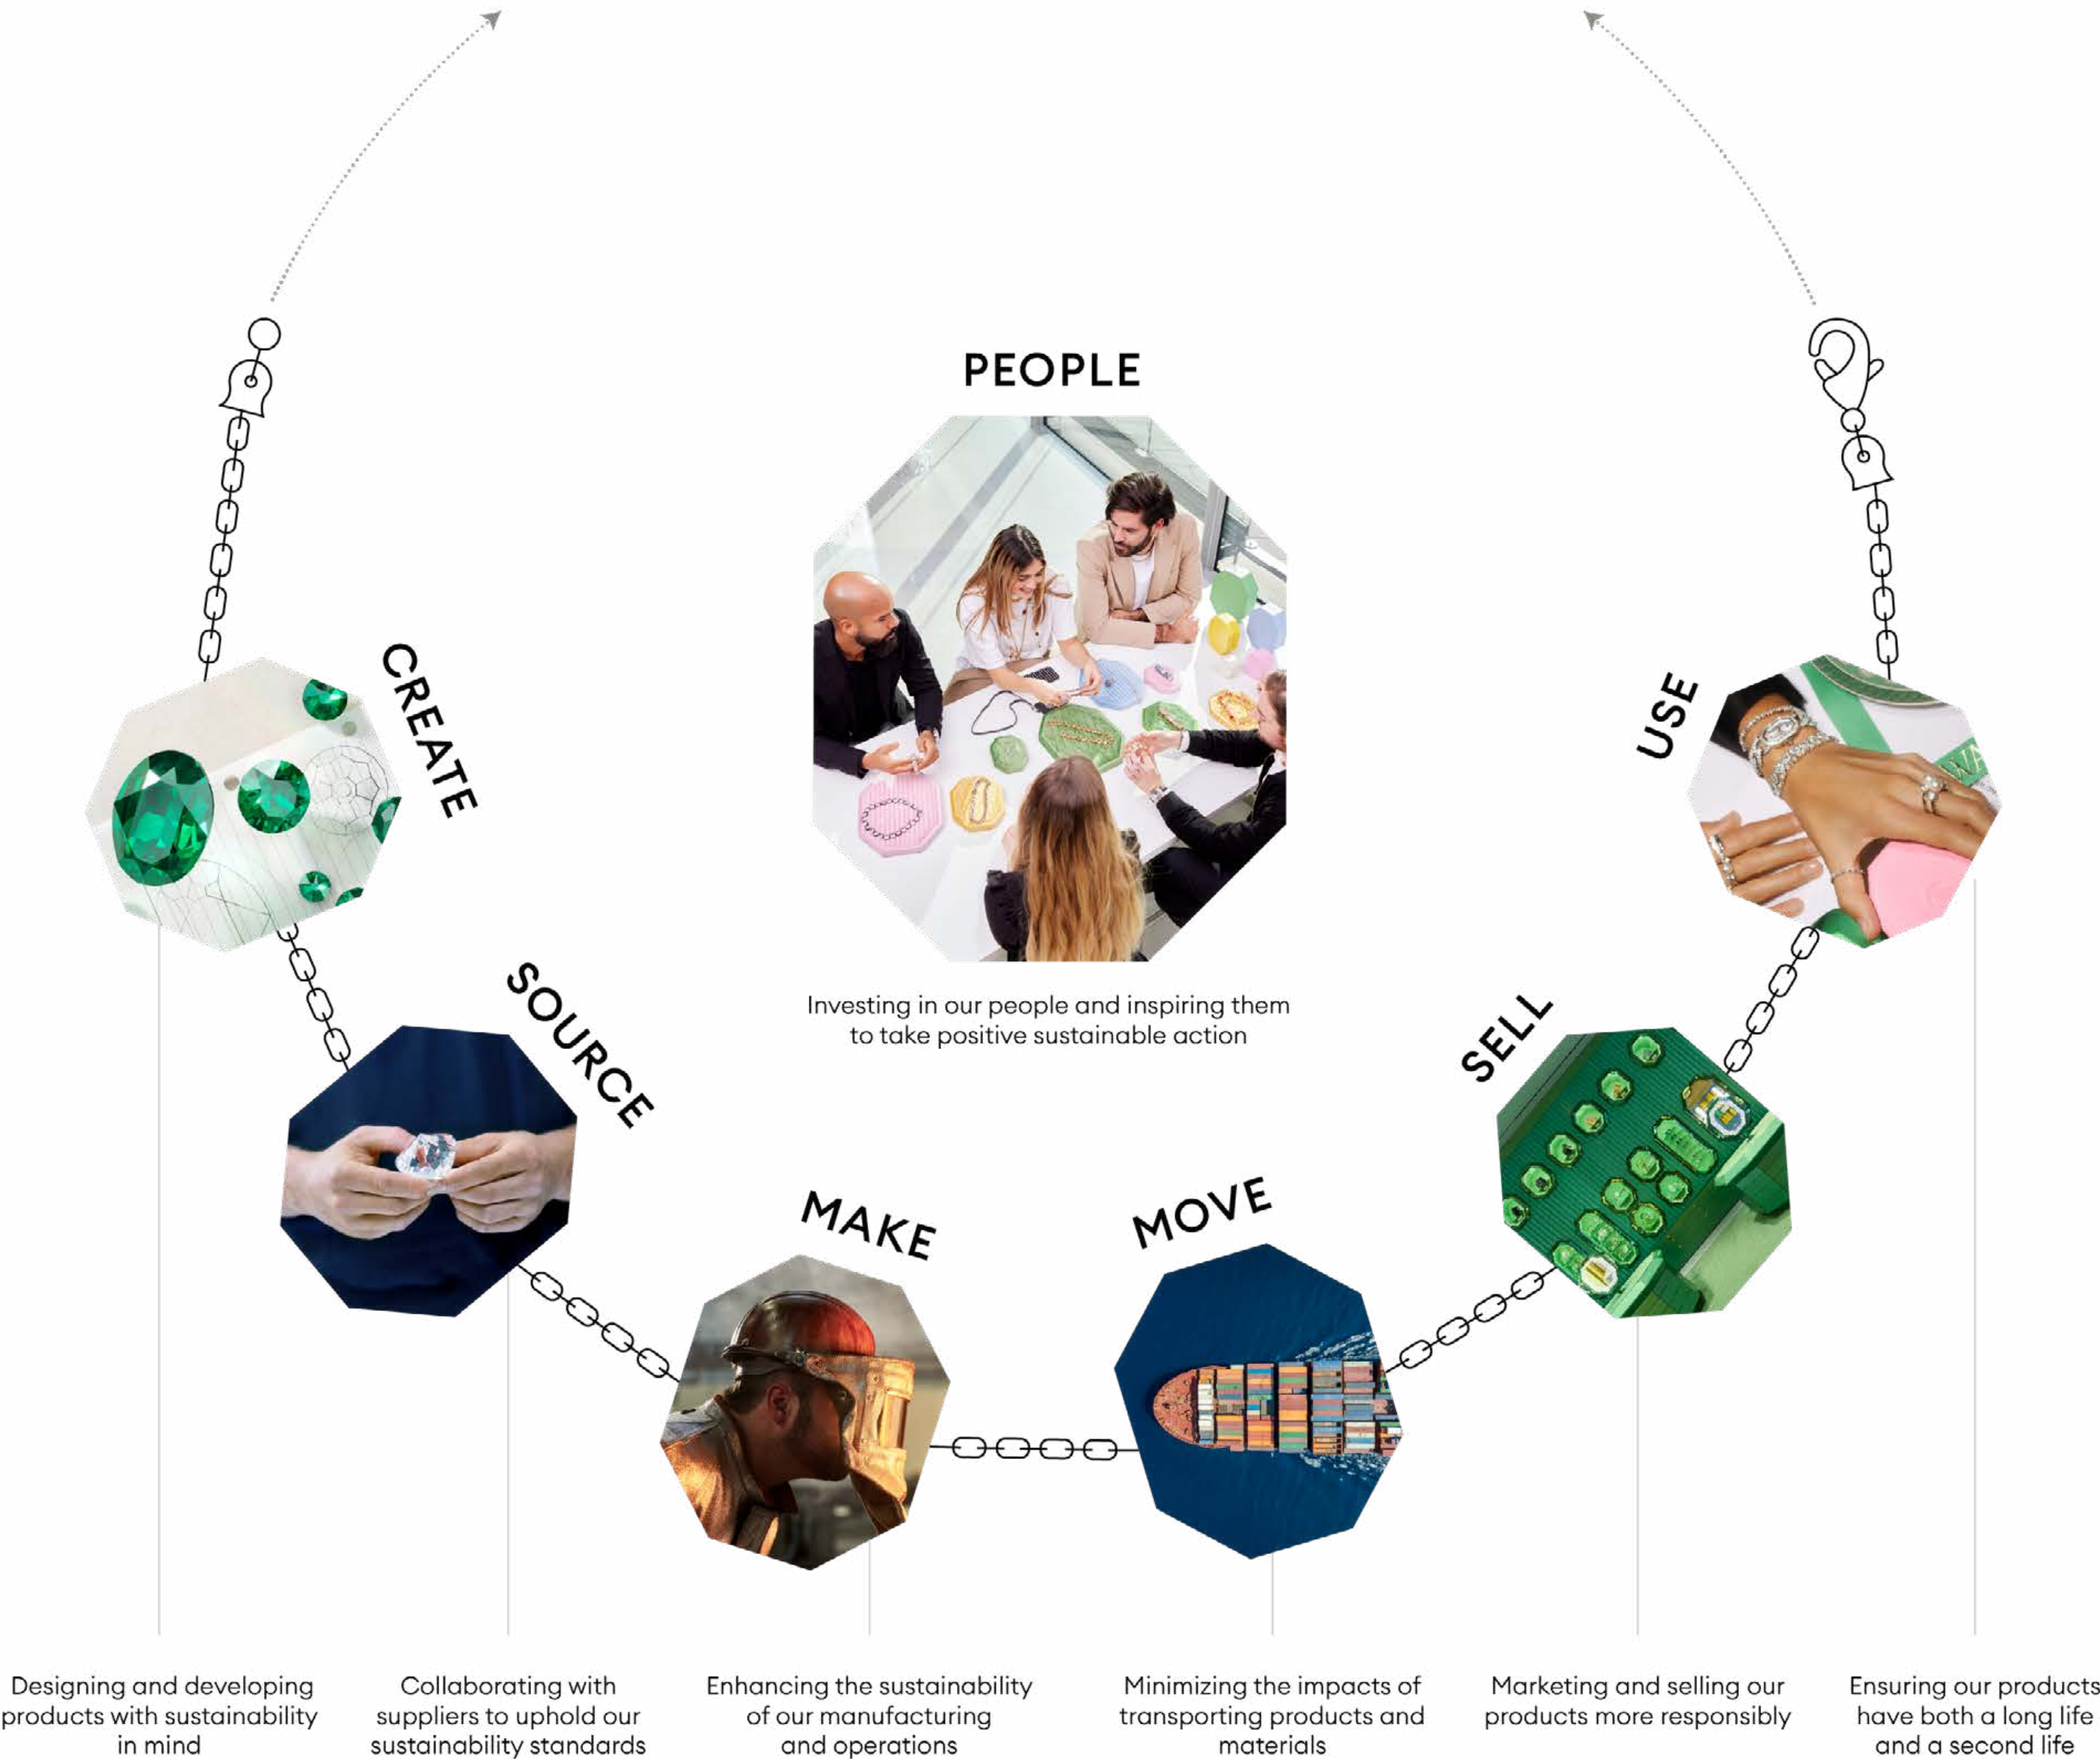 PEOPLE
Investing in our people and inspiring them
to take positive sustainable action
CREATE
SOURCE
MAKE
MOVE
SELL
USE
Designing and developing
products with sustainability
in mind
Collaborating with
suppliers to uphold our
sustainability standards
Enhancing the sustainability
of our manufacturing
and operations
Minimizing the impacts of
transporting products and
materials
Marketing and selling our
products more responsibly
Ensuring our products
have both a long life
and a second life